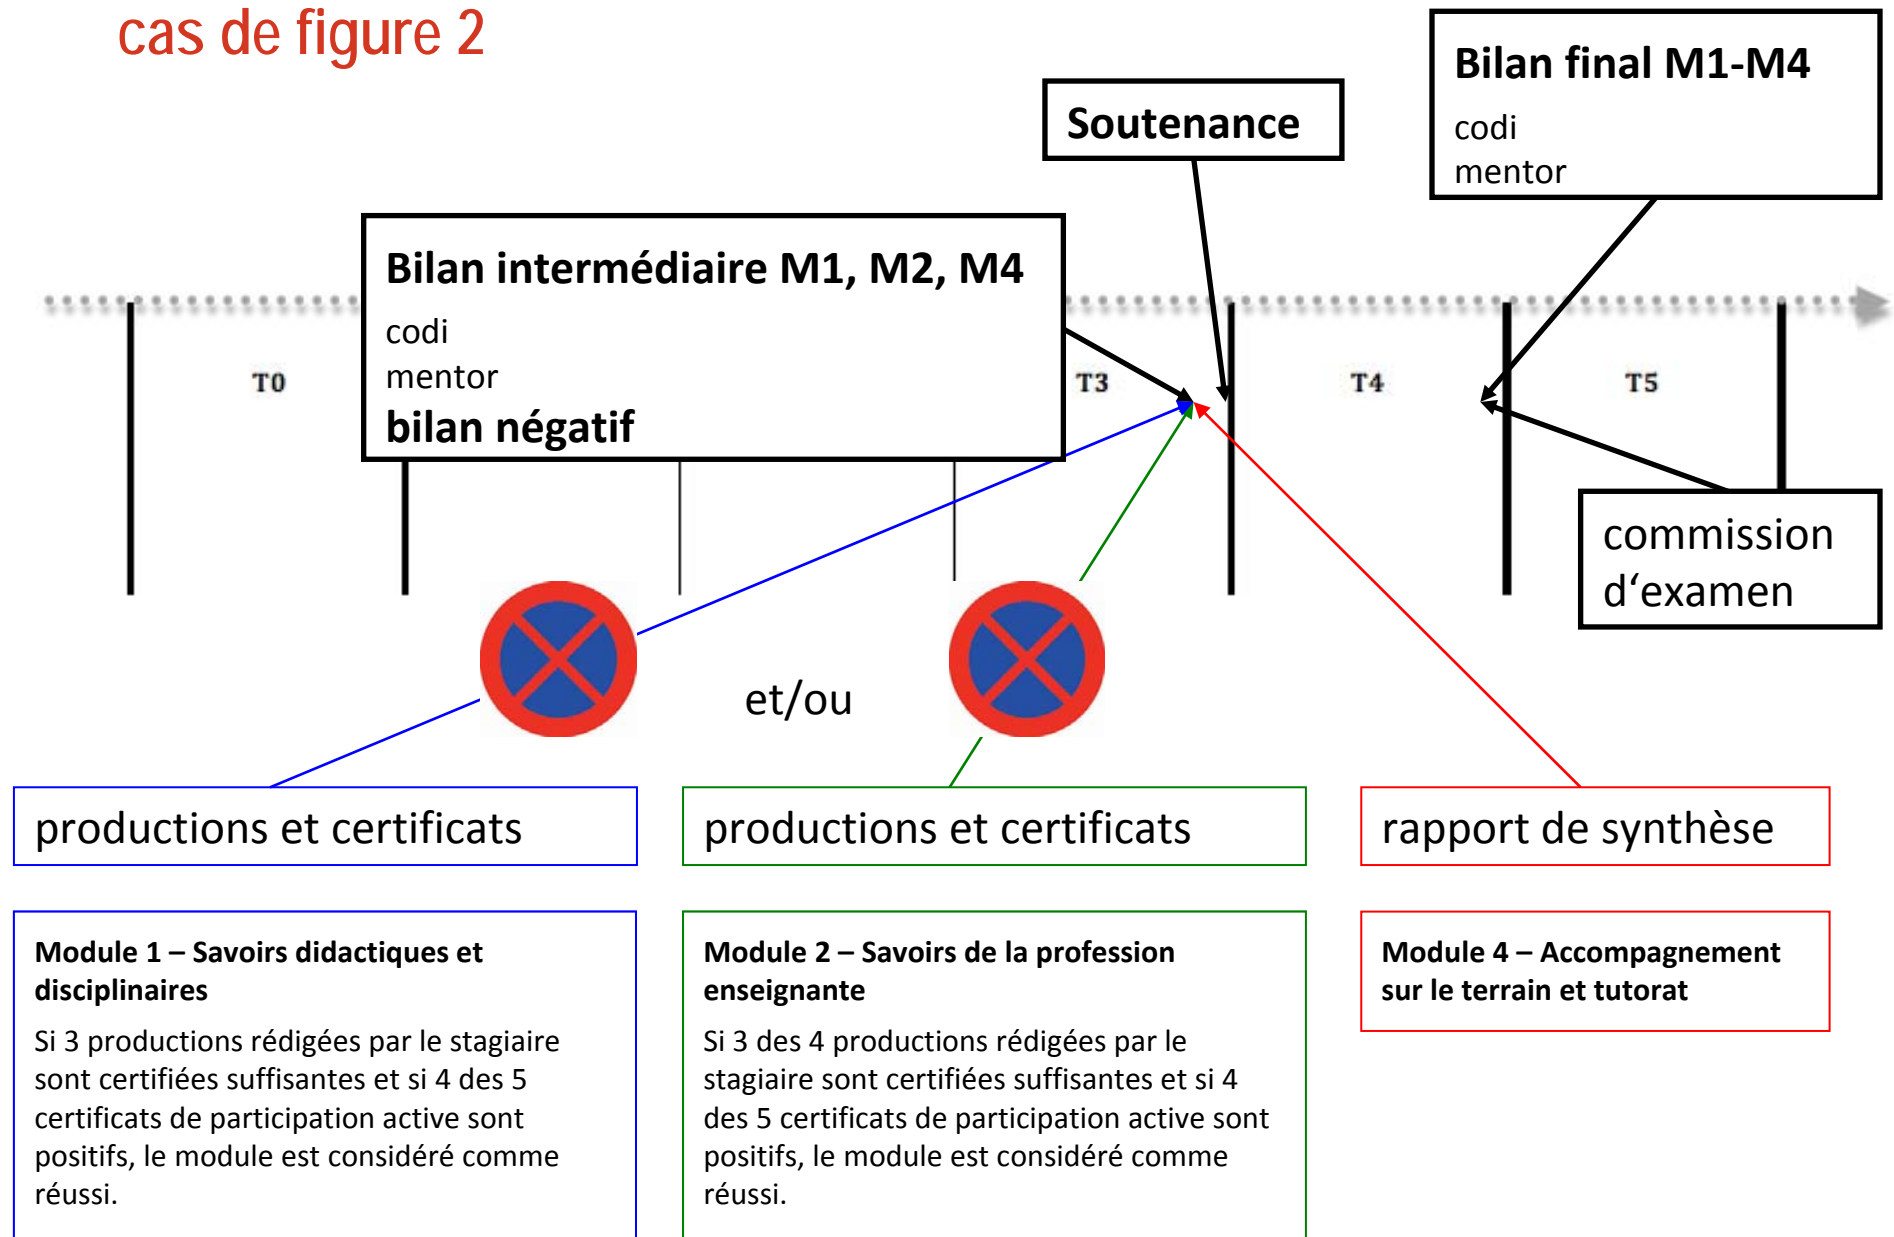 cas de figure 2
Bilan final M1-M4
codi
mentor
Soutenance
Bilan intermédiaire M1, M2, M4
codi
mentor
bilan négatif
T0
T3
T4
T5
commission
d‘examen
et/ou
productions et certificats
productions et certificats
rapport de synthèse
Module 1 – Savoirs didactiques et
disciplinaires
Si 3 productions rédigées par le stagiaire
sont certifiées suffisantes et si 4 des 5
certificats de participation active sont
positifs, le module est considéré comme
réussi.
Module 2 – Savoirs de la profession
enseignante
Si 3 des 4 productions rédigées par le
stagiaire sont certifiées suffisantes et si 4
des 5 certificats de participation active sont
positifs, le module est considéré comme
réussi.
Module 4 – Accompagnement
sur le terrain et tutorat